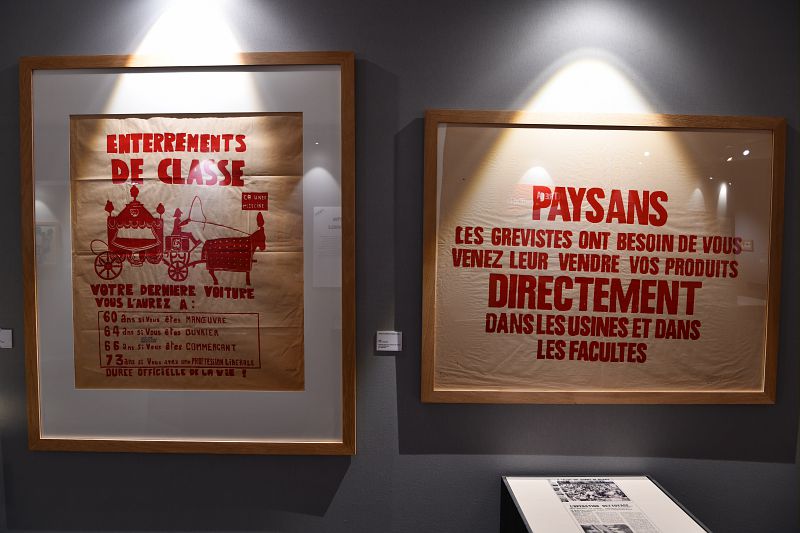 ENTERREMENTS
DE CLASSE
VOTRE DERNIERE VOITURE
VOUS L'AUREZ A :
60 ans si Vous êtes MANŒUVRE
64 ans si Vous êtes OUVRIER
66 ans si Vous êtes COMMERCANT
73 ans si Vous êtes une PROFESSION LIBERALE
DUREE OFFICIELLE DE LA VIE !
PAYSANS
LES GREVISTES ONT BESOIN DE VOUS
VENEZ LEUR VENDRE VOS PRODUITS
DIRECTEMENT
DANS LES USINES ET DANS
LES FACULTES